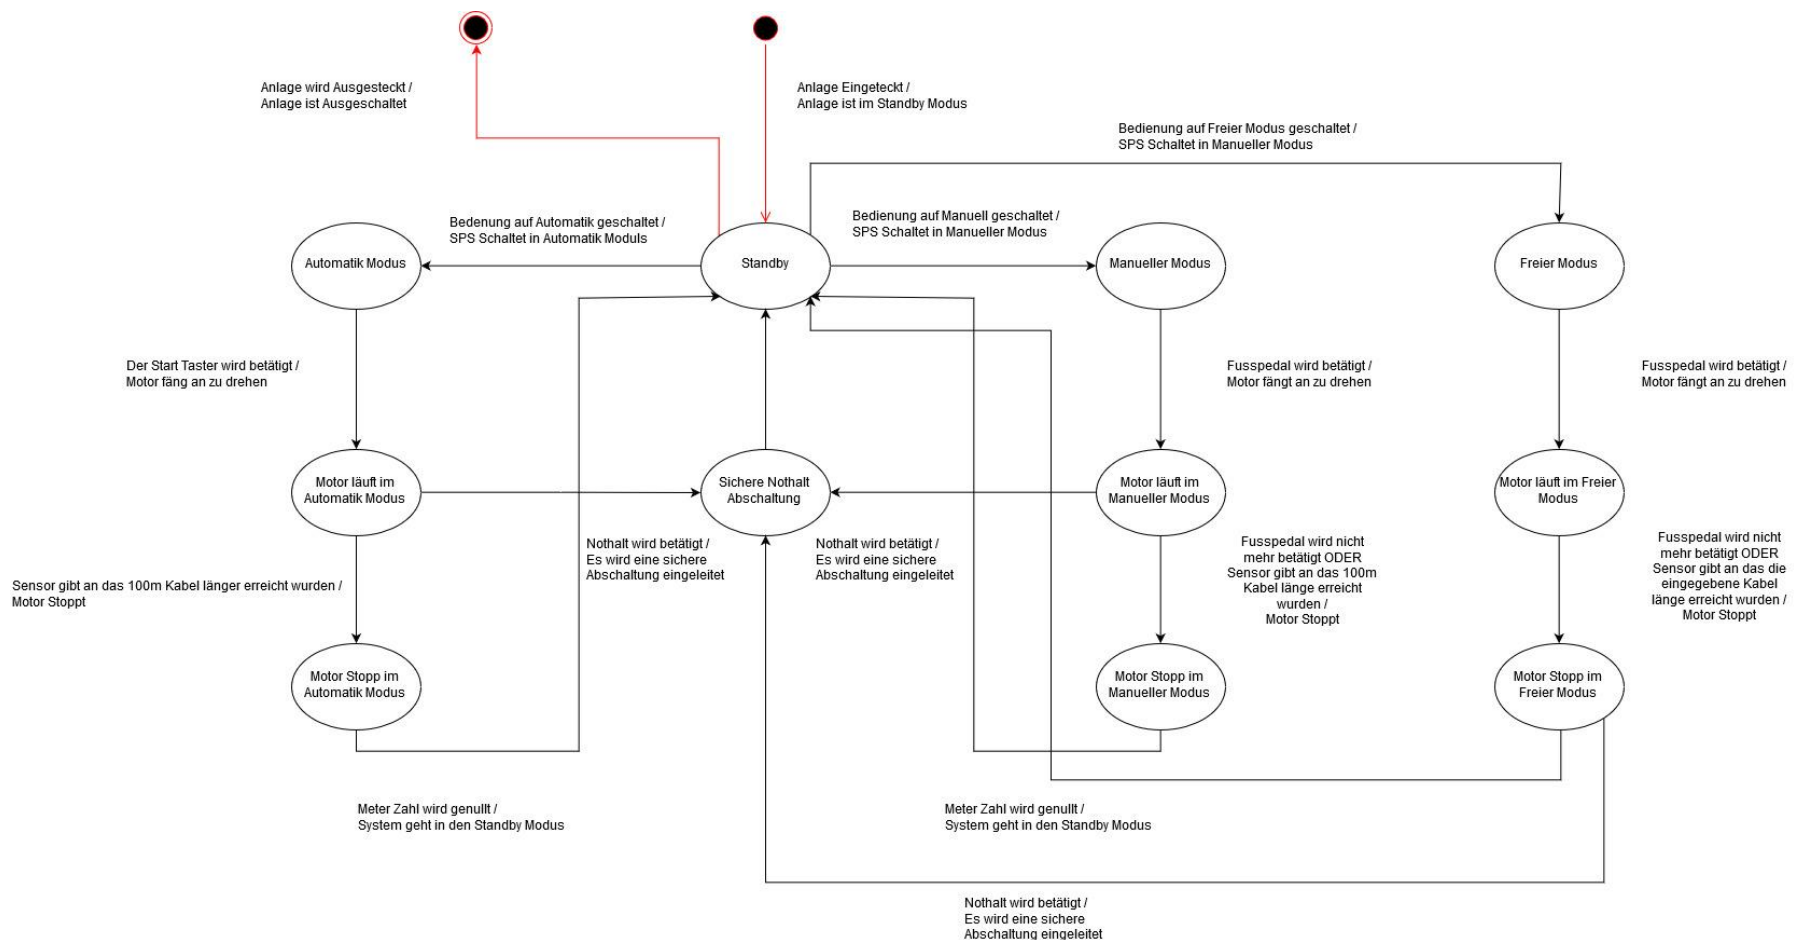 Anlage wird Ausgesteckt /
Anlage ist Ausgeschaltet
Anlage Eingeteckt /
Anlage ist im Standby Modus
Bedienung auf Freier Modus geschaltet /
SPS Schaltet in Manueller Modus
Bedenung auf Automatik geschaltet /
SPS Schaltet in Automatik Moduls
Bedienung auf Manuell geschaltet /
SPS Schaltet in Manueller Modus
Automatik Modus
Standby
Manueller Modus
Freier Modus
Der Start Taster wird betätigt /
Motor fäng an zu drehen
Fusspedal wird betätigt /
Motor fängt an zu drehen
Fusspedal wird betätigt /
Motor fängt an zu drehen
Motor läuft im
Automatik Modus
Sichere Nothalt
Abschaltung
Motor läuft im
Manueller Modus
Motor läuft im Freier
Modus
Sensor gibt an das 100m Kabel länger erreicht wurden /
Motor Stoppt
Nothalt wird betätigt /
Es wird eine sichere
Abschaltung eingeleitet
Nothalt wird betätigt /
Es wird eine sichere
Abschaltung eingeleitet
Fusspedal wird nicht
mehr betätigt ODER
Sensor gibt an das 100m
Kabel länge erreicht
wurden /
Motor Stoppt
Fusspedal wird nicht
mehr betätigt ODER
Sensor gibt an das die
eingegebene Kabel
länge erreicht wurden /
Motor Stoppt
Motor Stopp im
Automatik Modus
Motor Stopp im
Manueller Modus
Motor Stopp im
Freier Modus
Meter Zahl wird genullt /
System geht in den Standby Modus
Meter Zahl wird genullt /
System geht in den Standby Modus
Nothalt wird betätigt /
Es wird eine sichere
Abschaltung eingeleitet